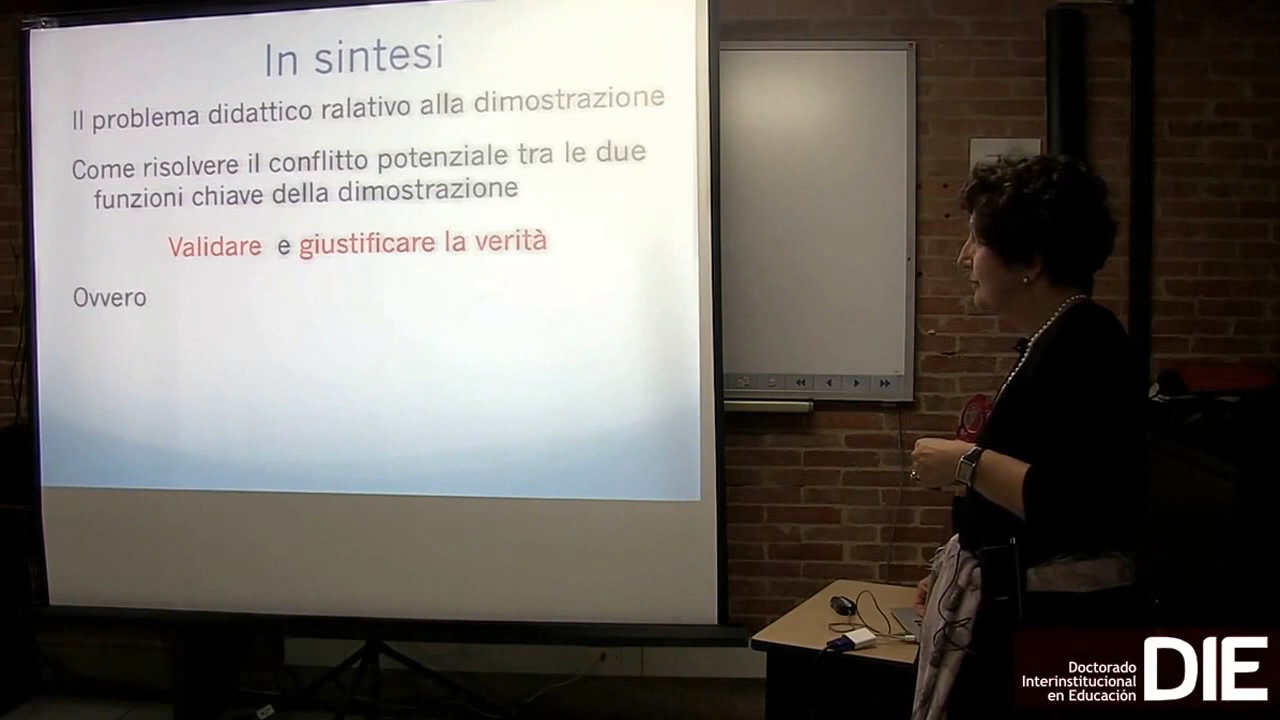 In sintesi
Il problema didattico ralativo alla dimostrazione
Come risolvere il conflitto potenziale tra le due
funzioni chiave della dimostrazione
Validare e giustificare la verità
Ovvero
Doctorado
Interinstitucional
en Educación
DIE